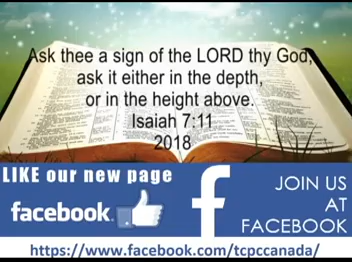 Ask thee a sign of the LORD thy God,
ask it either in the depth,
or in the height above.
Isaiah 7:11
2018
LIKE our new page
facebook
f
JOIN US
AT
FACEBOOK
https://www.facebook.com/tcpccanada/